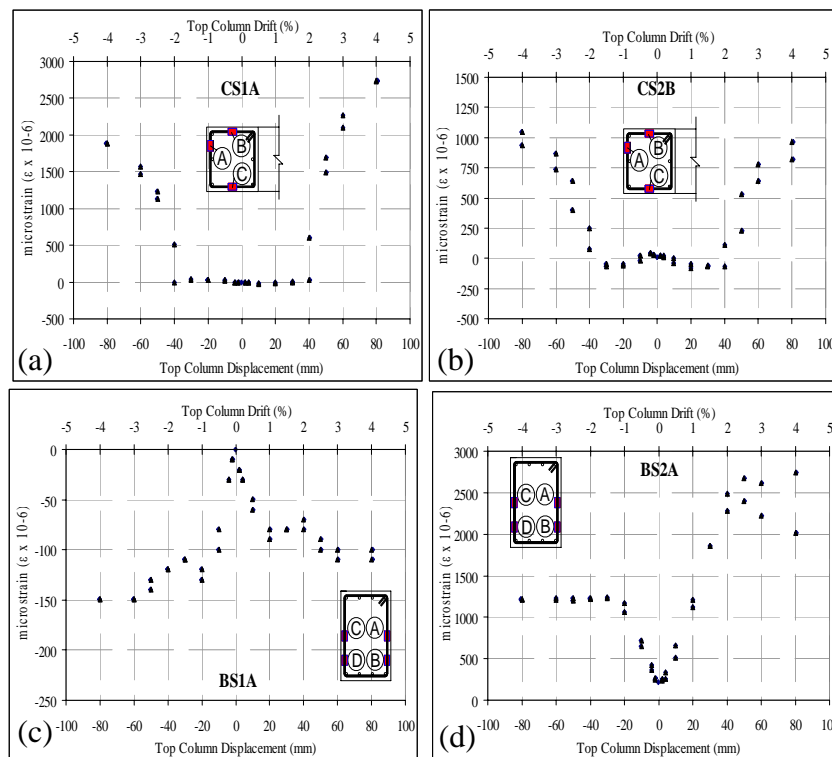 Top Column Drift (%)
-5 -4 -3 -2 -1 0 1 2 3 4 5
3000
2500
2000
1500
1000
500
0
-500
microstrain (ε x 10-6)
CS1A
A
B
C
-100 -80 -60 -40 -20 0 20 40 60 80 100
Top Column Displacement (mm)
(a)
Top Column Drift (%)
-5 -4 -3 -2 -1 0 1 2 3 4 5
1500
1250
1000
750
500
250
0
-250
-500
microstrain (ε x 10-6)
CS2B
A
B
C
-100 -80 -60 -40 -20 0 20 40 60 80 100
Top Column Displacement (mm)
(b)
Top Column Drift (%)
-5 -4 -3 -2 -1 0 1 2 3 4 5
0
-50
-100
-150
-200
-250
microstrain (ε x 10-6)
C A
D B
BS1A
-100 -80 -60 -40 -20 0 20 40 60 80 100
Top Column Displacement (mm)
(c)
Top Column Drift (%)
-5 -4 -3 -2 -1 0 1 2 3 4 5
3000
2500
2000
1500
1000
500
0
microstrain (ε x 10-6)
BS2A
C A
D B
-100 -80 -60 -40 -20 0 20 40 60 80 100
Top Column Displacement (mm)
(d)